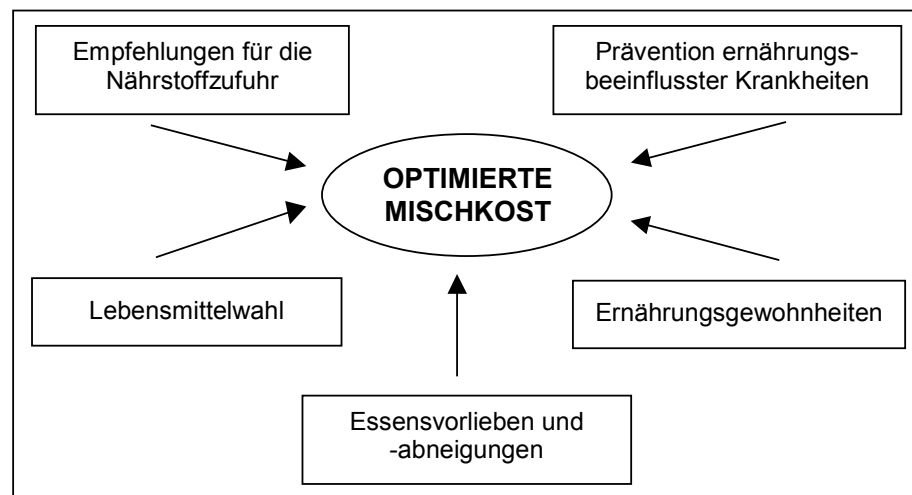 Empfehlungen für die
Nährstoffzufuhr
Prävention ernährungs-
beeinflusster Krankheiten
OPTIMIERTE
MISCHKOST
Lebensmittelwahl
Ernährungsgewohnheiten
Essensvorlieben und
-abneigungen